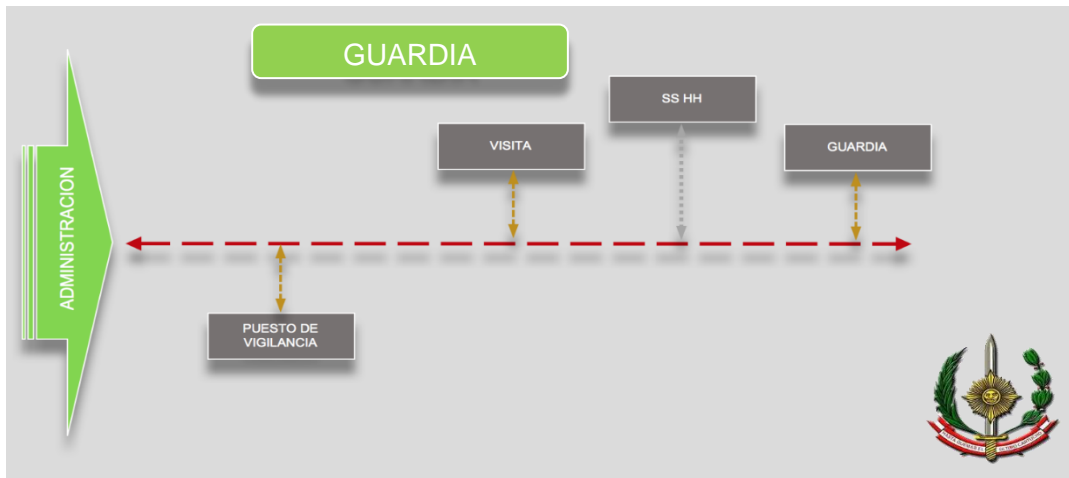 GUARDIA
SS HH
VISITA
GUARDIA
ADMINISTRACION
PUESTO DE
VIGILANCIA